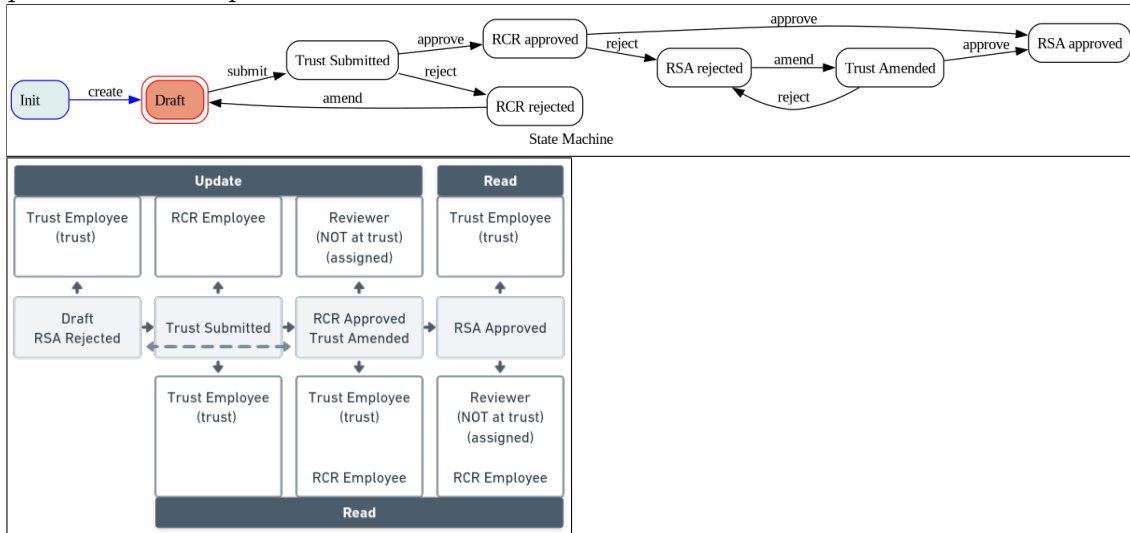 approve
approve
RCR approved
reject
RSA approved
Trust Submitted
approve
submit
reject
RSA rejected
amend
Trust Amended
create
Init
Draft
amend
RCR rejected
reject
State Machine
Update
Read
Trust Employee
(trust)
RCR Employee
Reviewer
(NOT at trust)
(assigned)
Trust Employee
(trust)
Draft
RSA Rejected
Trust Submitted
RCR Approved
Trust Amended
RSA Approved
Trust Employee
(trust)
Trust Employee
(trust)
RCR Employee
Reviewer
(NOT at trust)
(assigned)
RCR Employee
Read